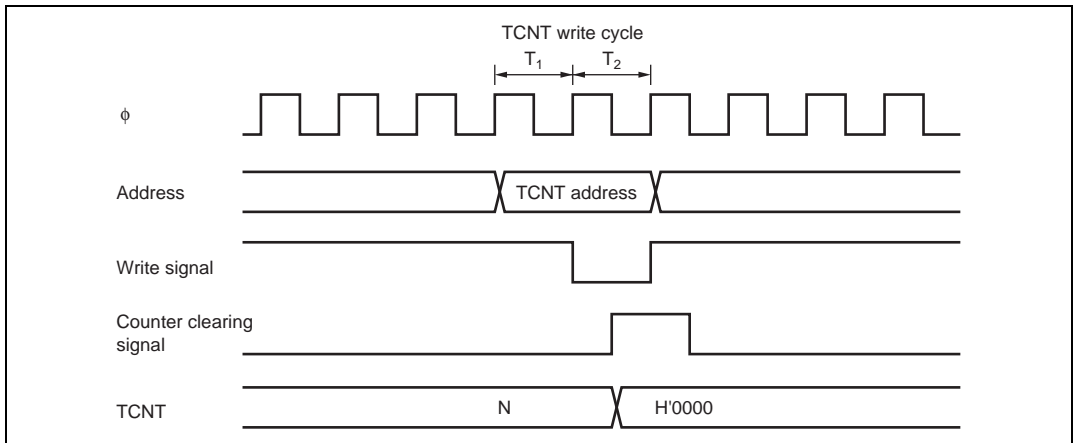 TCNT write cycle
T₁ T₂
ϕ
Address
TCNT address
Write signal
Counter clearing
signal
TCNT
N
H'0000